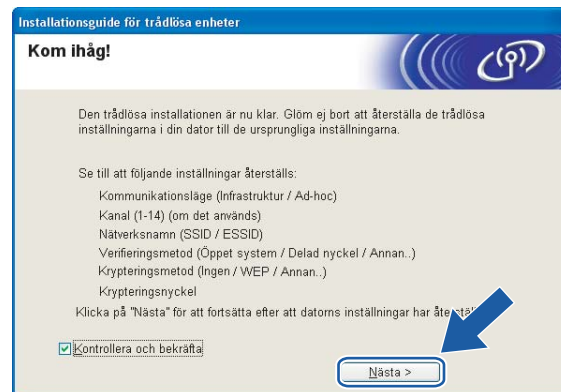 Installationsguide för trådlösa enheter
Kom ihåg!
Den trådlösa installationen är nu klar. Glöm ej bort att återställa de trådlösa
inställningarna i din dator till de ursprungliga inställningarna.
Se till att följande inställningar återställs:
Kommunikationsläge (Infrastruktur / Ad-hoc)
Kanal (1-14) (om det används)
Nätverksnamn (SSID / ESSID)
Verifieringsmetod (Öppet system / Delad nyckel / Annan..)
Krypteringsmetod (Ingen / WEP / Annan..)
Krypteringsnyckel
Klicka på "Nästa" för att fortsätta efter att datorns inställningar har
Kontrollera och bekräfta
Nästa >